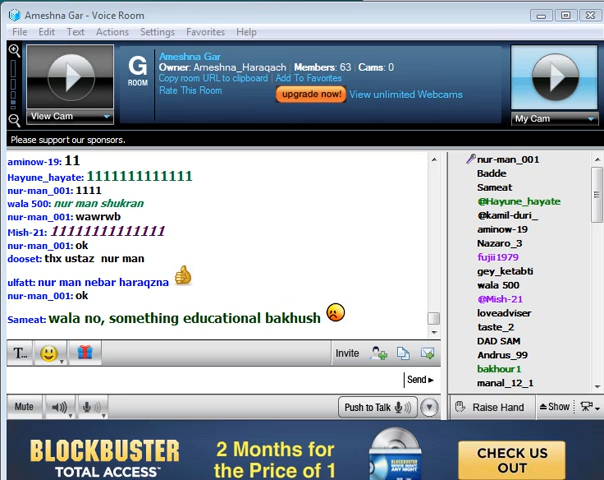 Ameshna Gar - Voice Room
File Edit Text Actions Settings Favorites Help
View Cam
G
ROOM
Ameshna Gar
Owner: Ameshna_Haraqach | Members: 63 | Cams: 0
Copy room URL to clipboard | Add To Favorites
Rate This Room
upgrade now! View unlimited Webcams
My Cam
Please support our sponsors.
aminow-19: 11
Hayune_hayate: 1111111111111
nur-man_001: 1111
wala 500: nur man shukran
nur-man_001: wawrwb
Mish-21: 11111111111111
nur-man_001: ok
dooset: thx ustaz nur man
ulfatt: nur man nebar haraqzna
nur-man_001: ok
Sameat: wala no, something educational bakhush
nur-man_001
Badde
Sameat
@Hayune_hayate
@kamil-duri_
aminow-19
Nazaro_3
fujii1979
gey_ketabti
wala 500
@Mish-21
loveadviser
taste_2
DAD SAM
Andrus_99
bakhour1
manal_12_1
T...
Invite
Send
Mute
Push to Talk
Raise Hand
Show
BLOCKBUSTER
TOTAL ACCESS™
2 Months for
the Price of 1
CHECK US
OUT